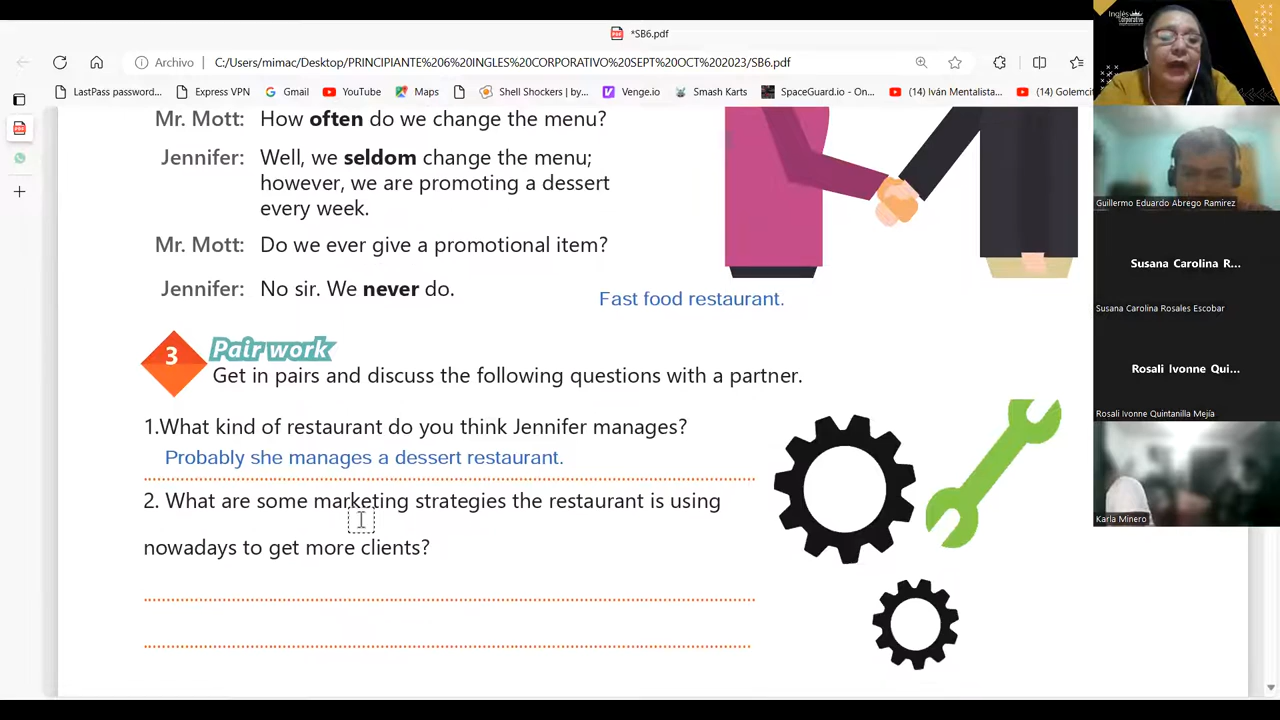 *SB6.pdf
Archivo
C:/Users/mimac/Desktop/PRINCIPIANTE%206%20INGLES%20CORPORATIVO%20SEPT%20OCT%202023/SB6.pdf
LastPass password...
Express VPN
Gmail
YouTube
Maps
Shell Shockers | by...
Venge.io
Smash Karts
SpaceGuard.io - On...
(14) Iván Mentalista...
(14) Golemcit
Inglés
Corporativo
Mr. Mott: How often do we change the menu?
Jennifer: Well, we seldom change the menu;
however, we are promoting a dessert
every week.
Mr. Mott: Do we ever give a promotional item?
Jennifer: No sir. We never do.
Fast food restaurant.
3
Pair work
Get in pairs and discuss the following questions with a partner.
1.What kind of restaurant do you think Jennifer manages?
Probably she manages a dessert restaurant.
2. What are some marketing strategies the restaurant is using
nowadays to get more clients?
Guillermo Eduardo Abrego Ramirez
Susana Carolina R...
Susana Carolina Rosales Escobar
Rosali Ivonne Qui...
Rosali Ivonne Quintanilla Mejía
Karla Minero